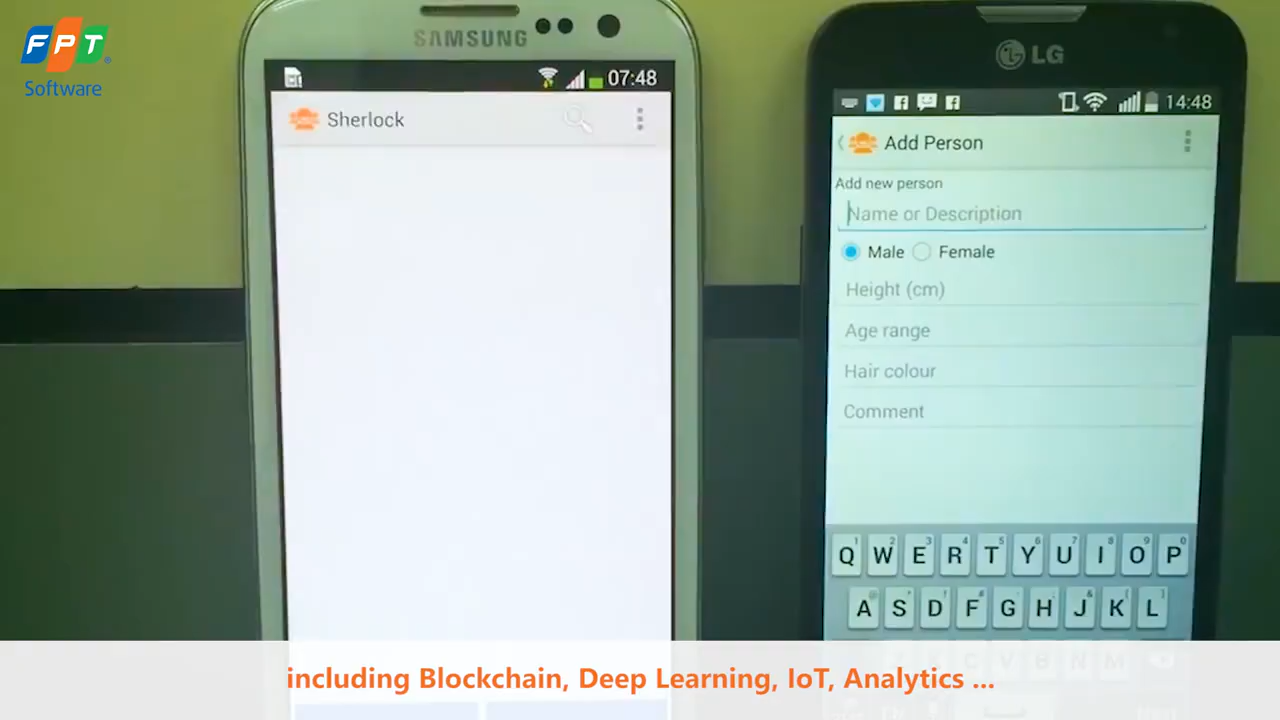 FPT
Software
SAMSUNG
07:48
Sherlock
LG
14:48
Add Person
Add new person
Name or Description
Male Female
Height (cm)
Age range
Hair colour
Comment
Q W E R T Y U I O P
A S D F G H J K L
Z X C V B N M
including Blockchain, Deep Learning, IoT, Analytics ...